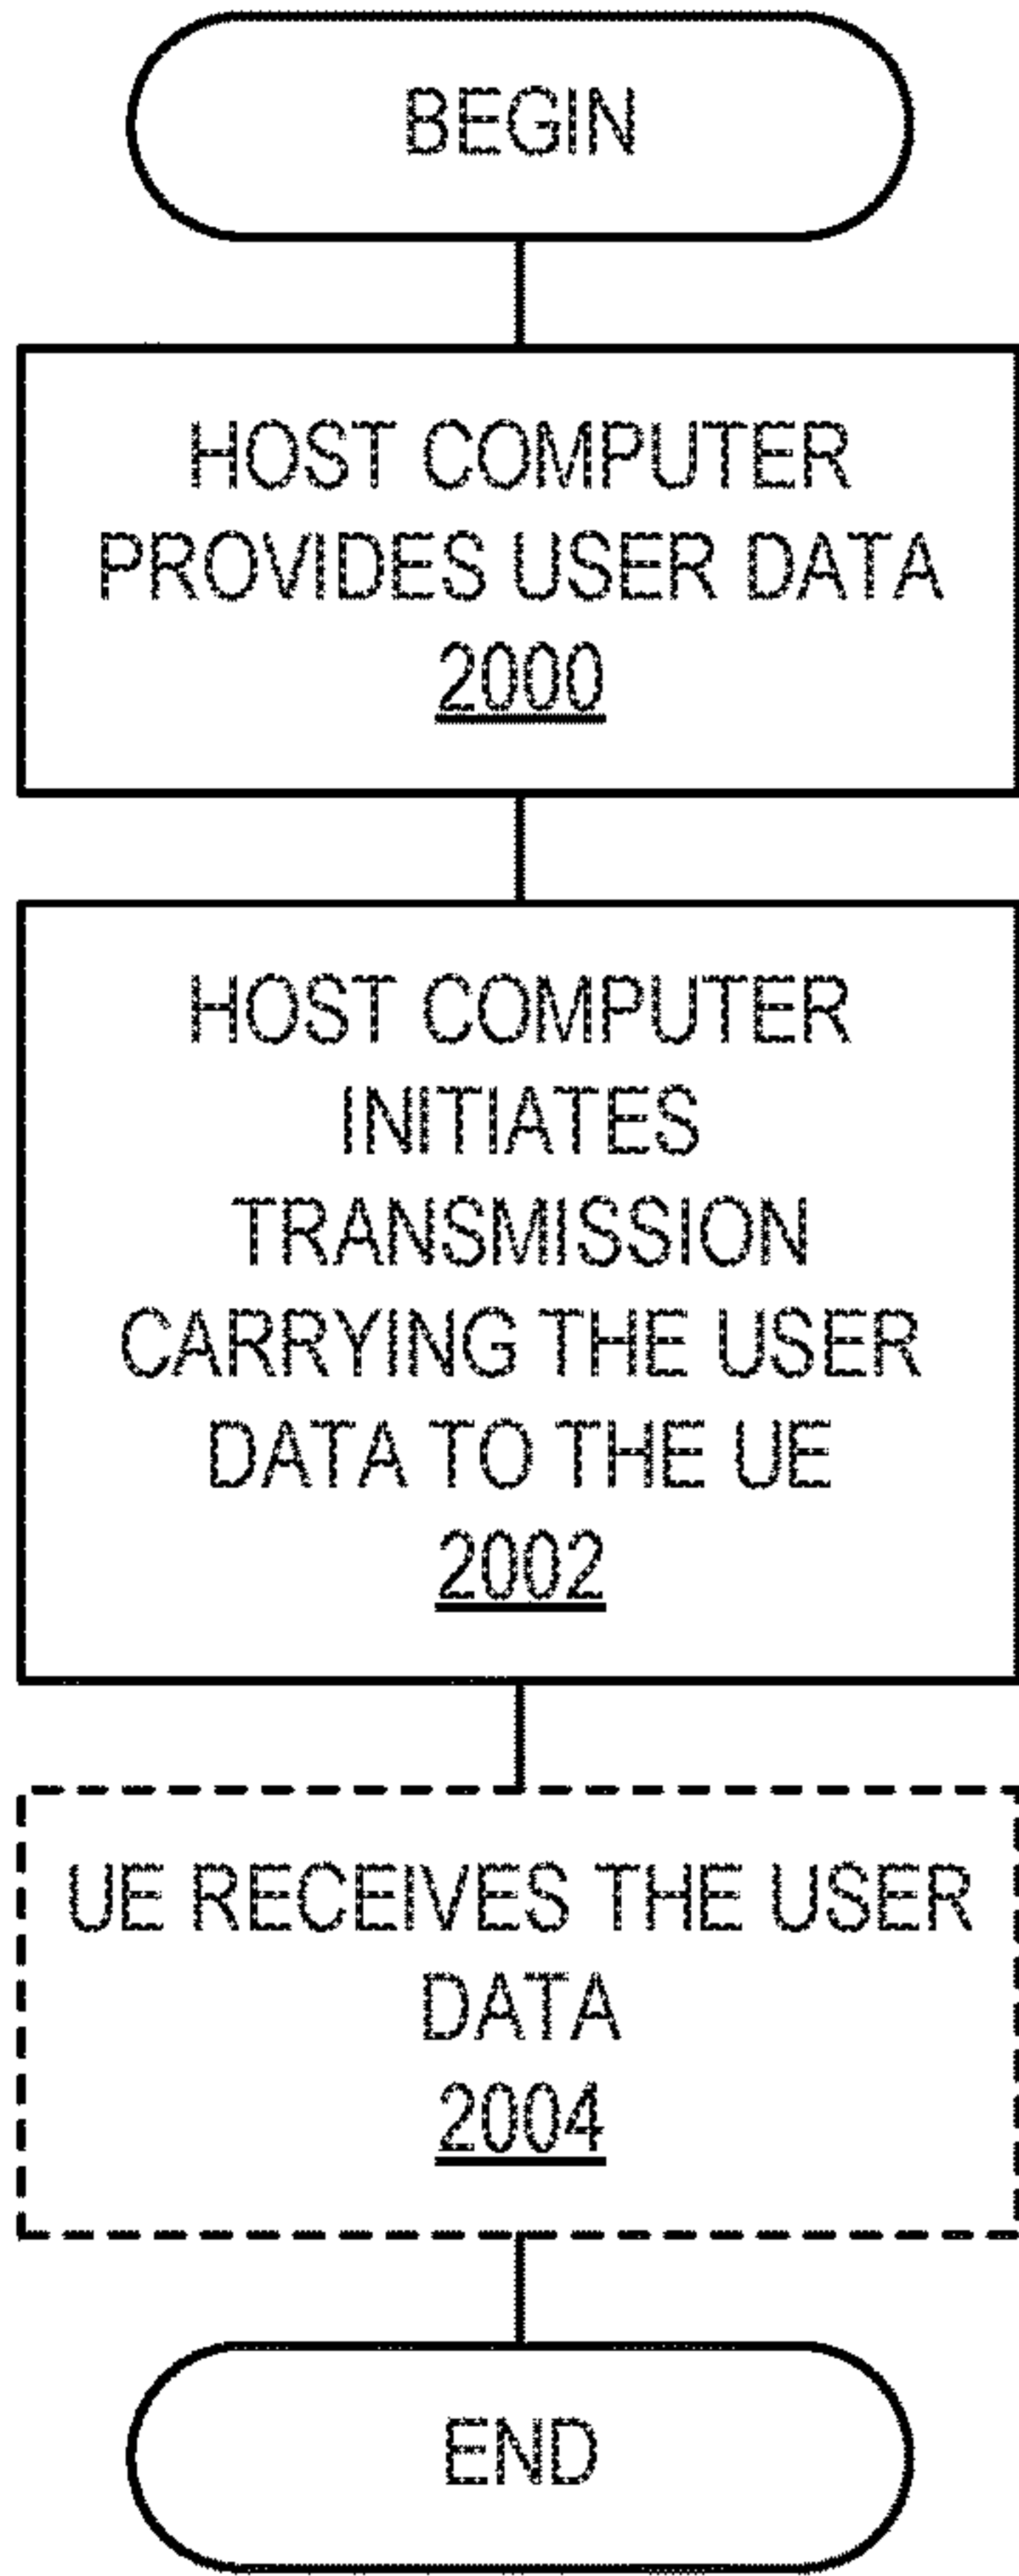 BEGIN
HOST COMPUTER
PROVIDES USER DATA
2000
HOST COMPUTER
INITIATES
TRANSMISSION
CARRYING THE USER
DATA TO THE UE
2002
UE RECEIVES THE USER
DATA
2004
END